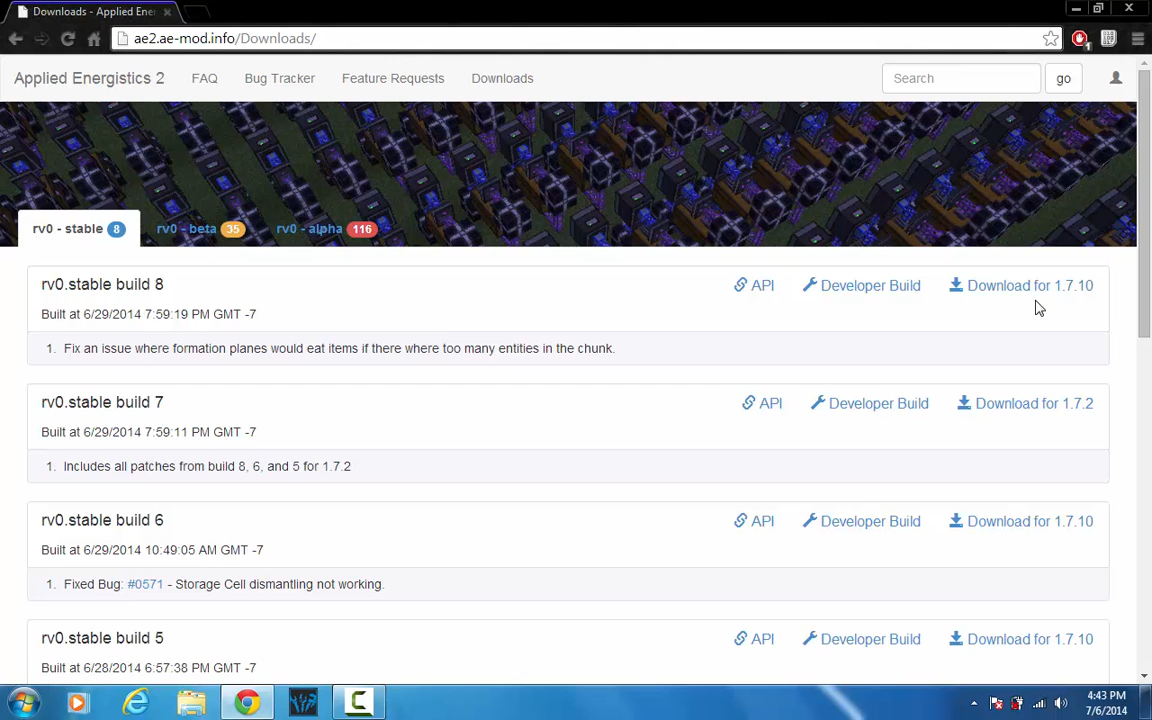 Downloads - Applied Ener
ae2.ae-mod.info/Downloads/
1
Applied Energistics 2 FAQ Bug Tracker Feature Requests Downloads Search go
rv0 - stable 8 rv0 - beta 35 rv0 - alpha 116
rv0.stable build 8 API Developer Build Download for 1.7.10
Built at 6/29/2014 7:59:19 PM GMT -7
1. Fix an issue where formation planes would eat items if there where too many entities in the chunk.
rv0.stable build 7 API Developer Build Download for 1.7.2
Built at 6/29/2014 7:59:11 PM GMT -7
1. Includes all patches from build 8, 6, and 5 for 1.7.2
rv0.stable build 6 API Developer Build Download for 1.7.10
Built at 6/29/2014 10:49:05 AM GMT -7
1. Fixed Bug: #0571 - Storage Cell dismantling not working.
rv0.stable build 5 API Developer Build Download for 1.7.10
Built at 6/28/2014 6:57:38 PM GMT -7
4:43 PM
7/6/2014